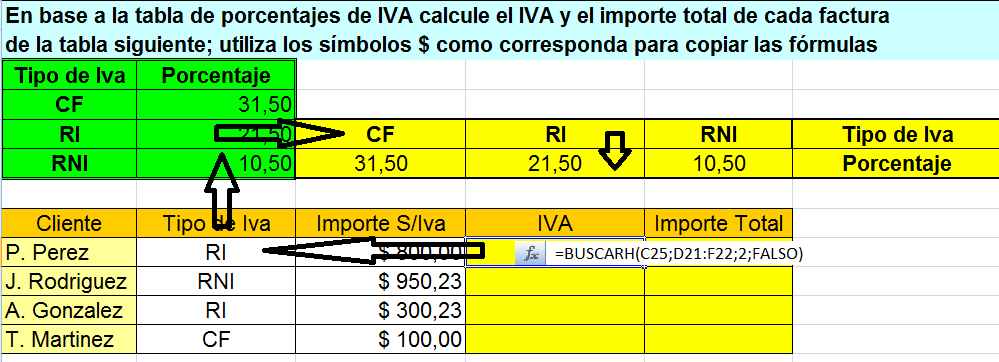 En base a la tabla de porcentajes de IVA calcule el IVA y el importe total de cada factura
de la tabla siguiente; utiliza los símbolos $ como corresponda para copiar las fórmulas
Tipo de Iva Porcentaje
CF 31,50
RI 21,50 CF RI RNI Tipo de Iva
RNI 10,50 31,50 21,50 10,50 Porcentaje
Cliente Tipo de Iva Importe S/Iva IVA Importe Total
P. Perez RI $ 800,00 fx =BUSCARH(C25;D21:F22;2;FALSO)
J. Rodriguez RNI $ 950,23
A. Gonzalez RI $ 300,23
T. Martinez CF $ 100,00